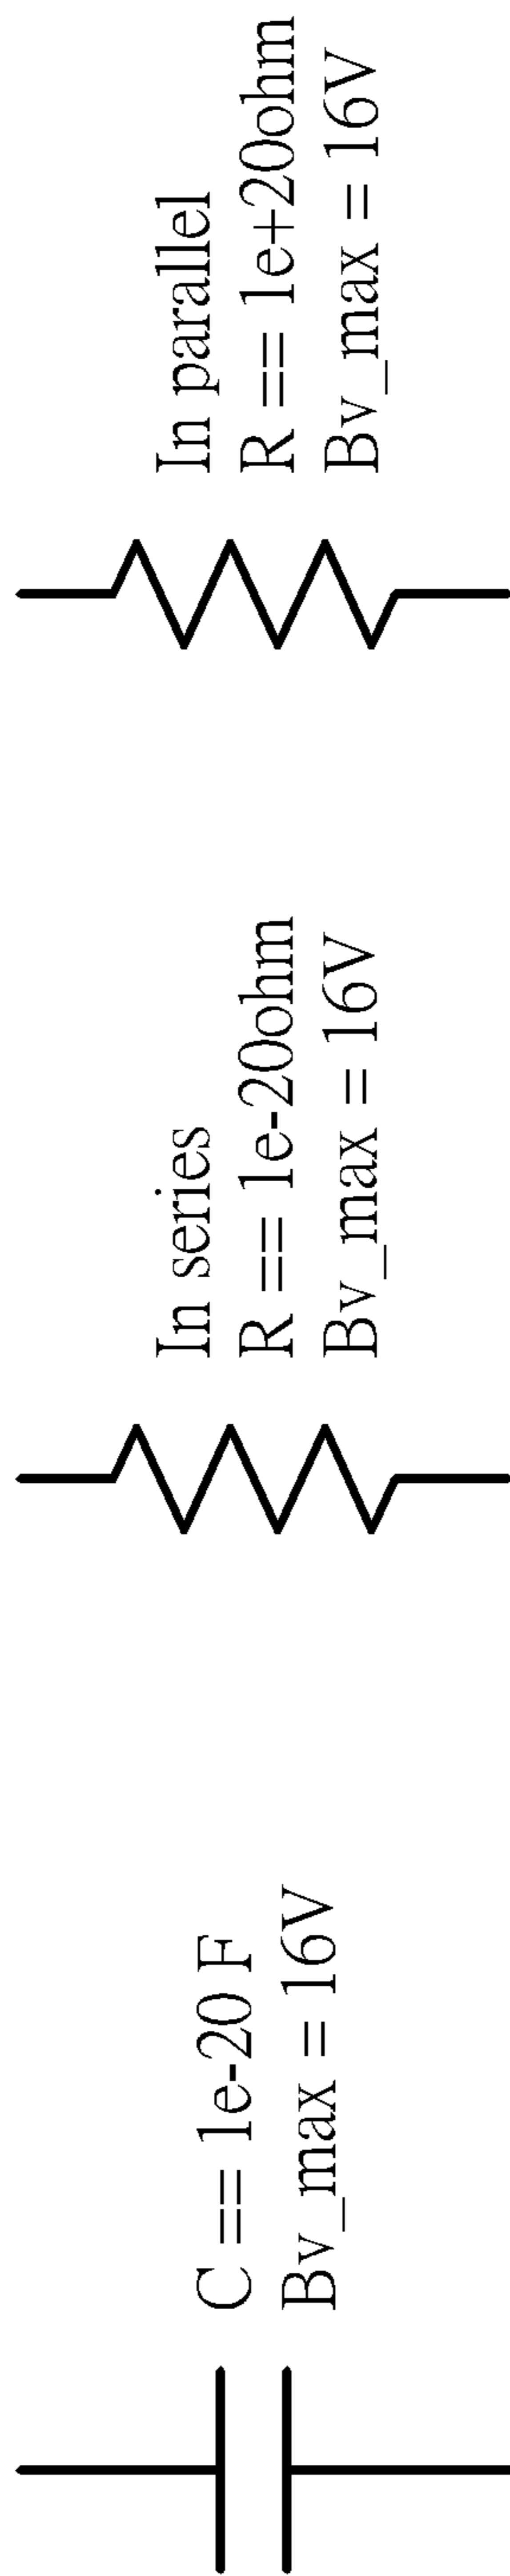 C == 1e-20 F
Bv_max = 16V
In series
R == 1e-20ohm
Bv_max = 16V
In parallel
R == 1e+20ohm
Bv_max = 16V